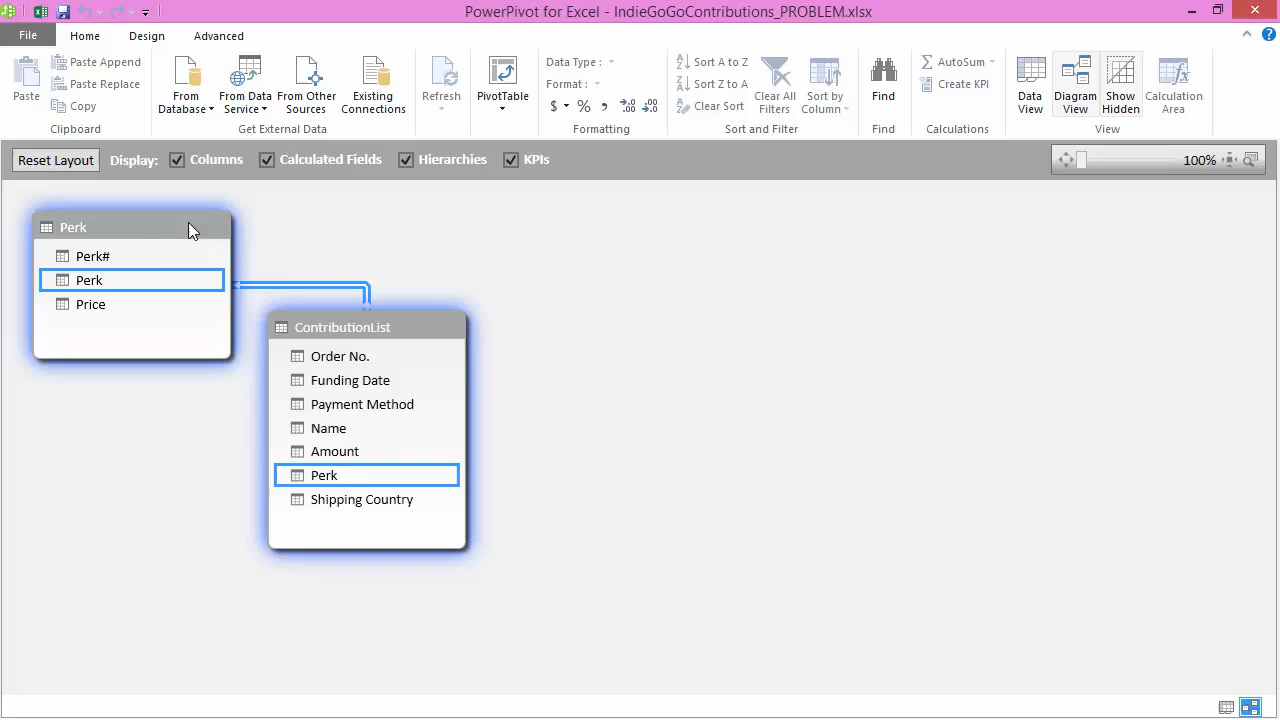 PowerPivot for Excel - IndieGoGoContributions_PROBLEM.xlsx
File Home Design Advanced
Paste
Paste Append
Paste Replace
Copy
Clipboard
From Database
From Data Service
From Other Sources
Existing Connections
Get External Data
Refresh
PivotTable
Data Type :
Format :
$ % ,
Formatting
Sort A to Z
Sort Z to A
Clear Sort
Clear All Filters
Sort by Column
Sort and Filter
Find
Find
AutoSum
Create KPI
Calculations
Data View
Diagram View
Show Hidden
Calculation Area
View
Reset Layout Display: Columns Calculated Fields Hierarchies KPIs 100%
Perk
Perk#
Perk
Price
ContributionList
Order No.
Funding Date
Payment Method
Name
Amount
Perk
Shipping Country